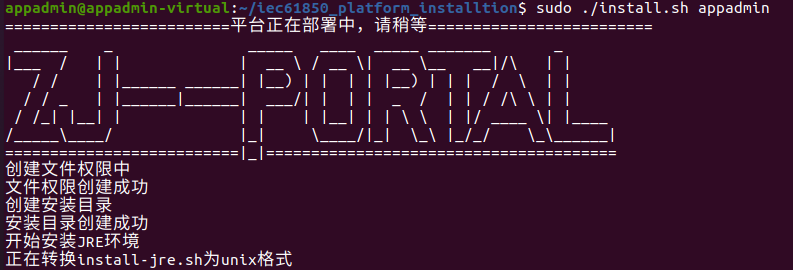 appadmin@appadmin-virtual:~/iec61850_platform_installtion$ sudo ./install.sh appadmin
=========================平台正在部署中，请稍等=========================
ZJ--PORTAL
创建文件权限中
文件权限创建成功
创建安装目录
安装目录创建成功
开始安装JRE环境
正在转换install-jre.sh为unix格式